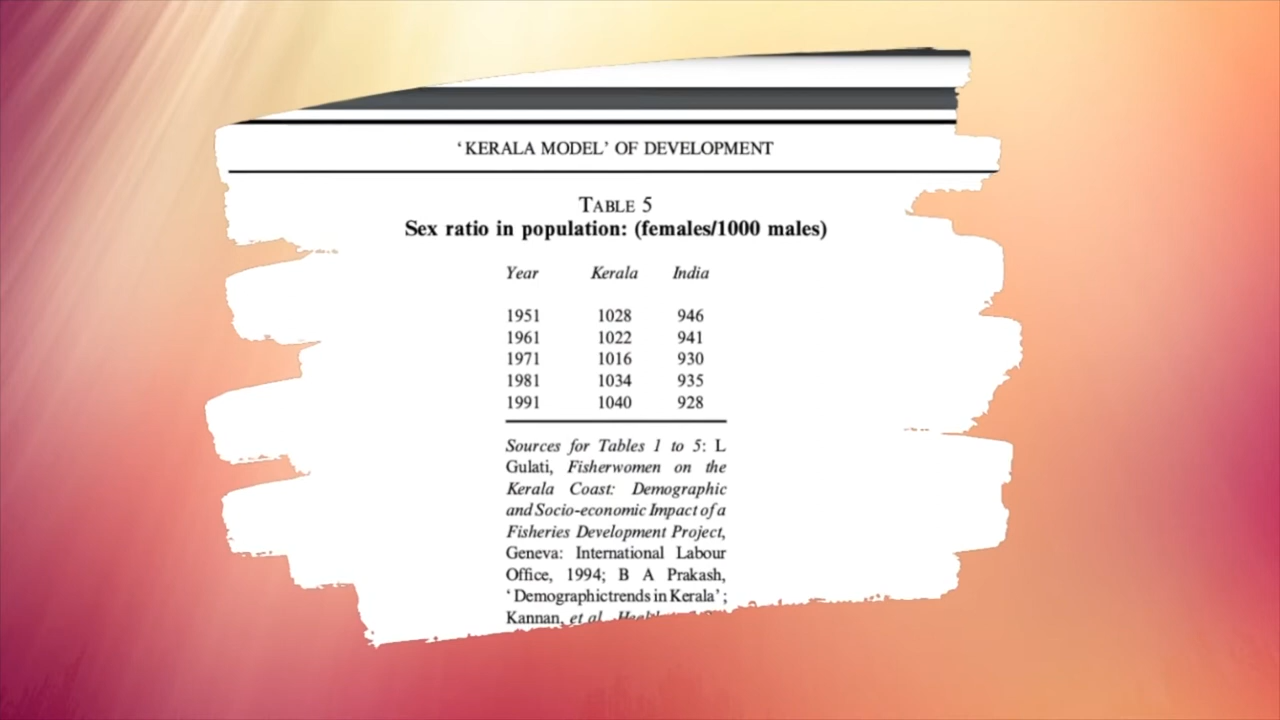 ‘KERALA MODEL’ OF DEVELOPMENT
TABLE 5
Sex ratio in population: (females/1000 males)
Year Kerala India
1951 1028 946
1961 1022 941
1971 1016 930
1981 1034 935
1991 1040 928
Sources for Tables 1 to 5: L
Gulati, Fisherwomen on the
Kerala Coast: Demographic
and Socio-economic Impact of a
Fisheries Development Project,
Geneva: International Labour
Office, 1994; B A Prakash,
‘Demographic trends in Kerala’;
Kannan, et al,